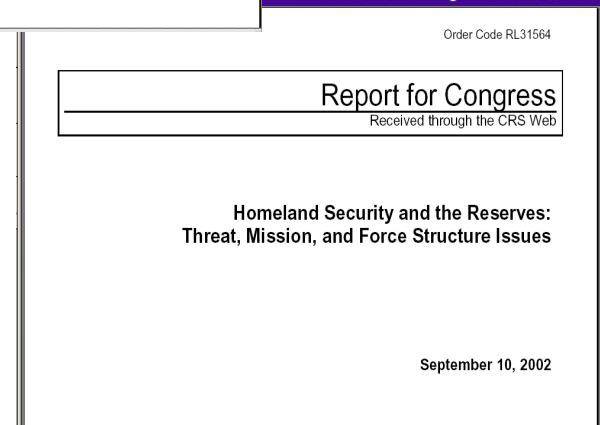 Order Code RL31564
Report for Congress
Received through the CRS Web
Homeland Security and the Reserves:
Threat, Mission, and Force Structure Issues
September 10, 2002